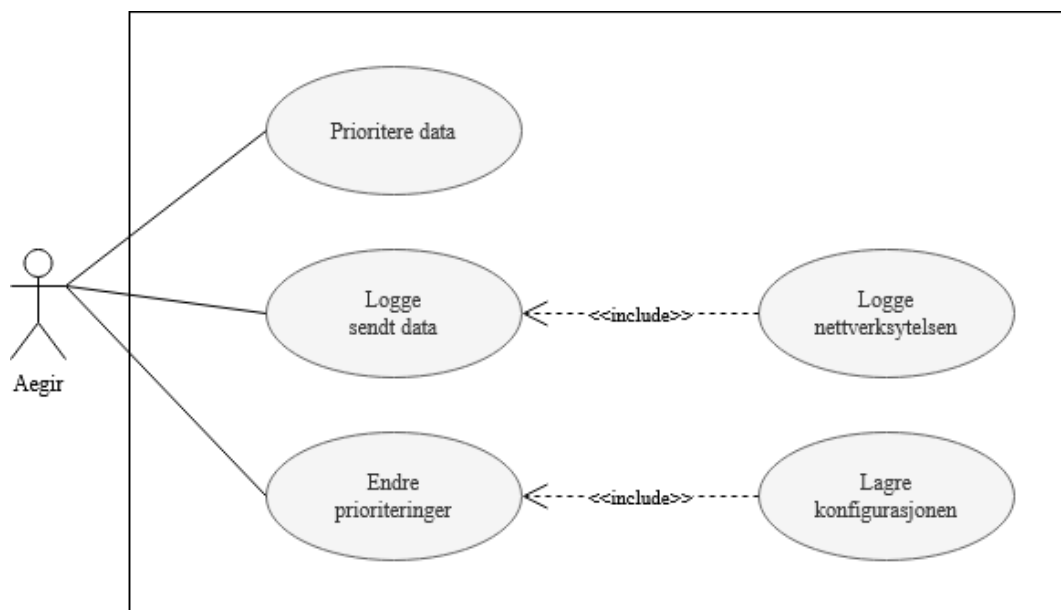 Prioritere data
Logge
sendt data
<<include>>
Logge
nettverksytelsen
Aegir
Endre
prioriteringer
<<include>>
Lagre
konfigurasjonen